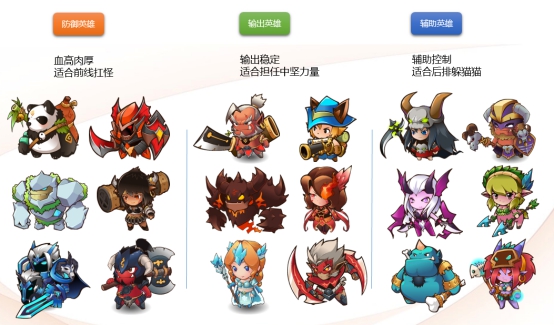 防御英雄
血高肉厚
适合前线扛怪
输出英雄
输出稳定
适合担任中坚力量
辅助英雄
辅助控制
适合后排躲猫猫